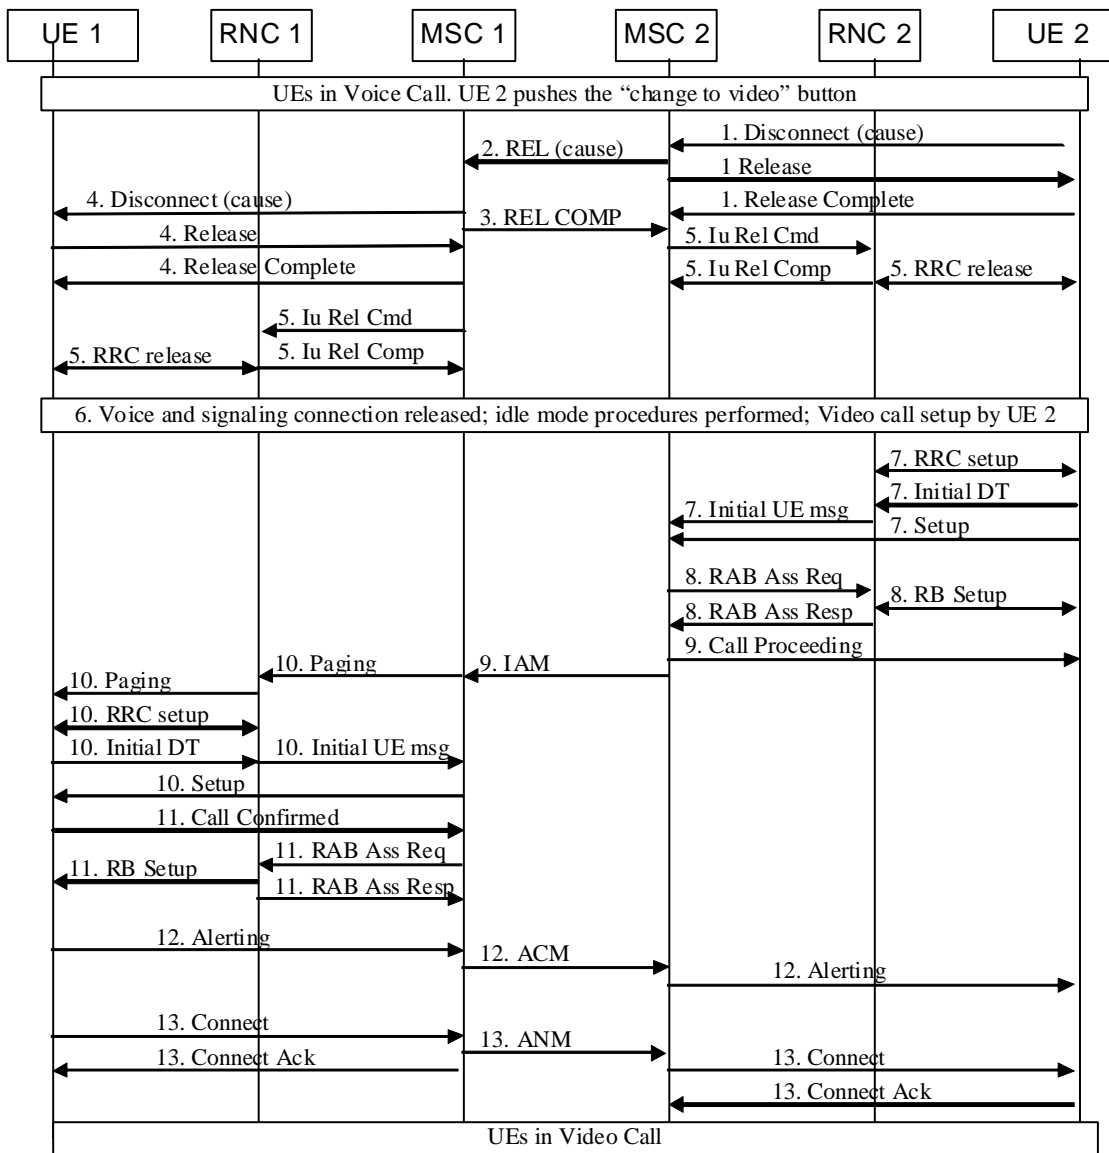 UE 1
RNC 1
MSC 1
MSC 2
RNC 2
UE 2
UEs in Voice Call. UE 2 pushes the “change to video” button
1. Disconnect (cause)
2. REL (cause)
1 Release
4. Disconnect (cause)
1. Release Complete
3. REL COMP
4. Release
5. Iu Rel Cmd
4. Release Complete
5. Iu Rel Comp
5. RRC release
5. Iu Rel Cmd
5. RRC release
5. Iu Rel Comp
6. Voice and signaling connection released; idle mode procedures performed; Video call setup by UE 2
7. RRC setup
7. Initial DT
7. Initial UE msg
7. Setup
8. RAB Ass Req
8. RB Setup
8. RAB Ass Resp
9. Call Proceeding
10. Paging
9. IAM
10. Paging
10. RRC setup
10. Initial DT
10. Initial UE msg
10. Setup
11. Call Confirmed
11. RAB Ass Req
11. RB Setup
11. RAB Ass Resp
12. Alerting
12. ACM
12. Alerting
13. Connect
13. ANM
13. Connect Ack
13. Connect
13. Connect Ack
UEs in Video Call